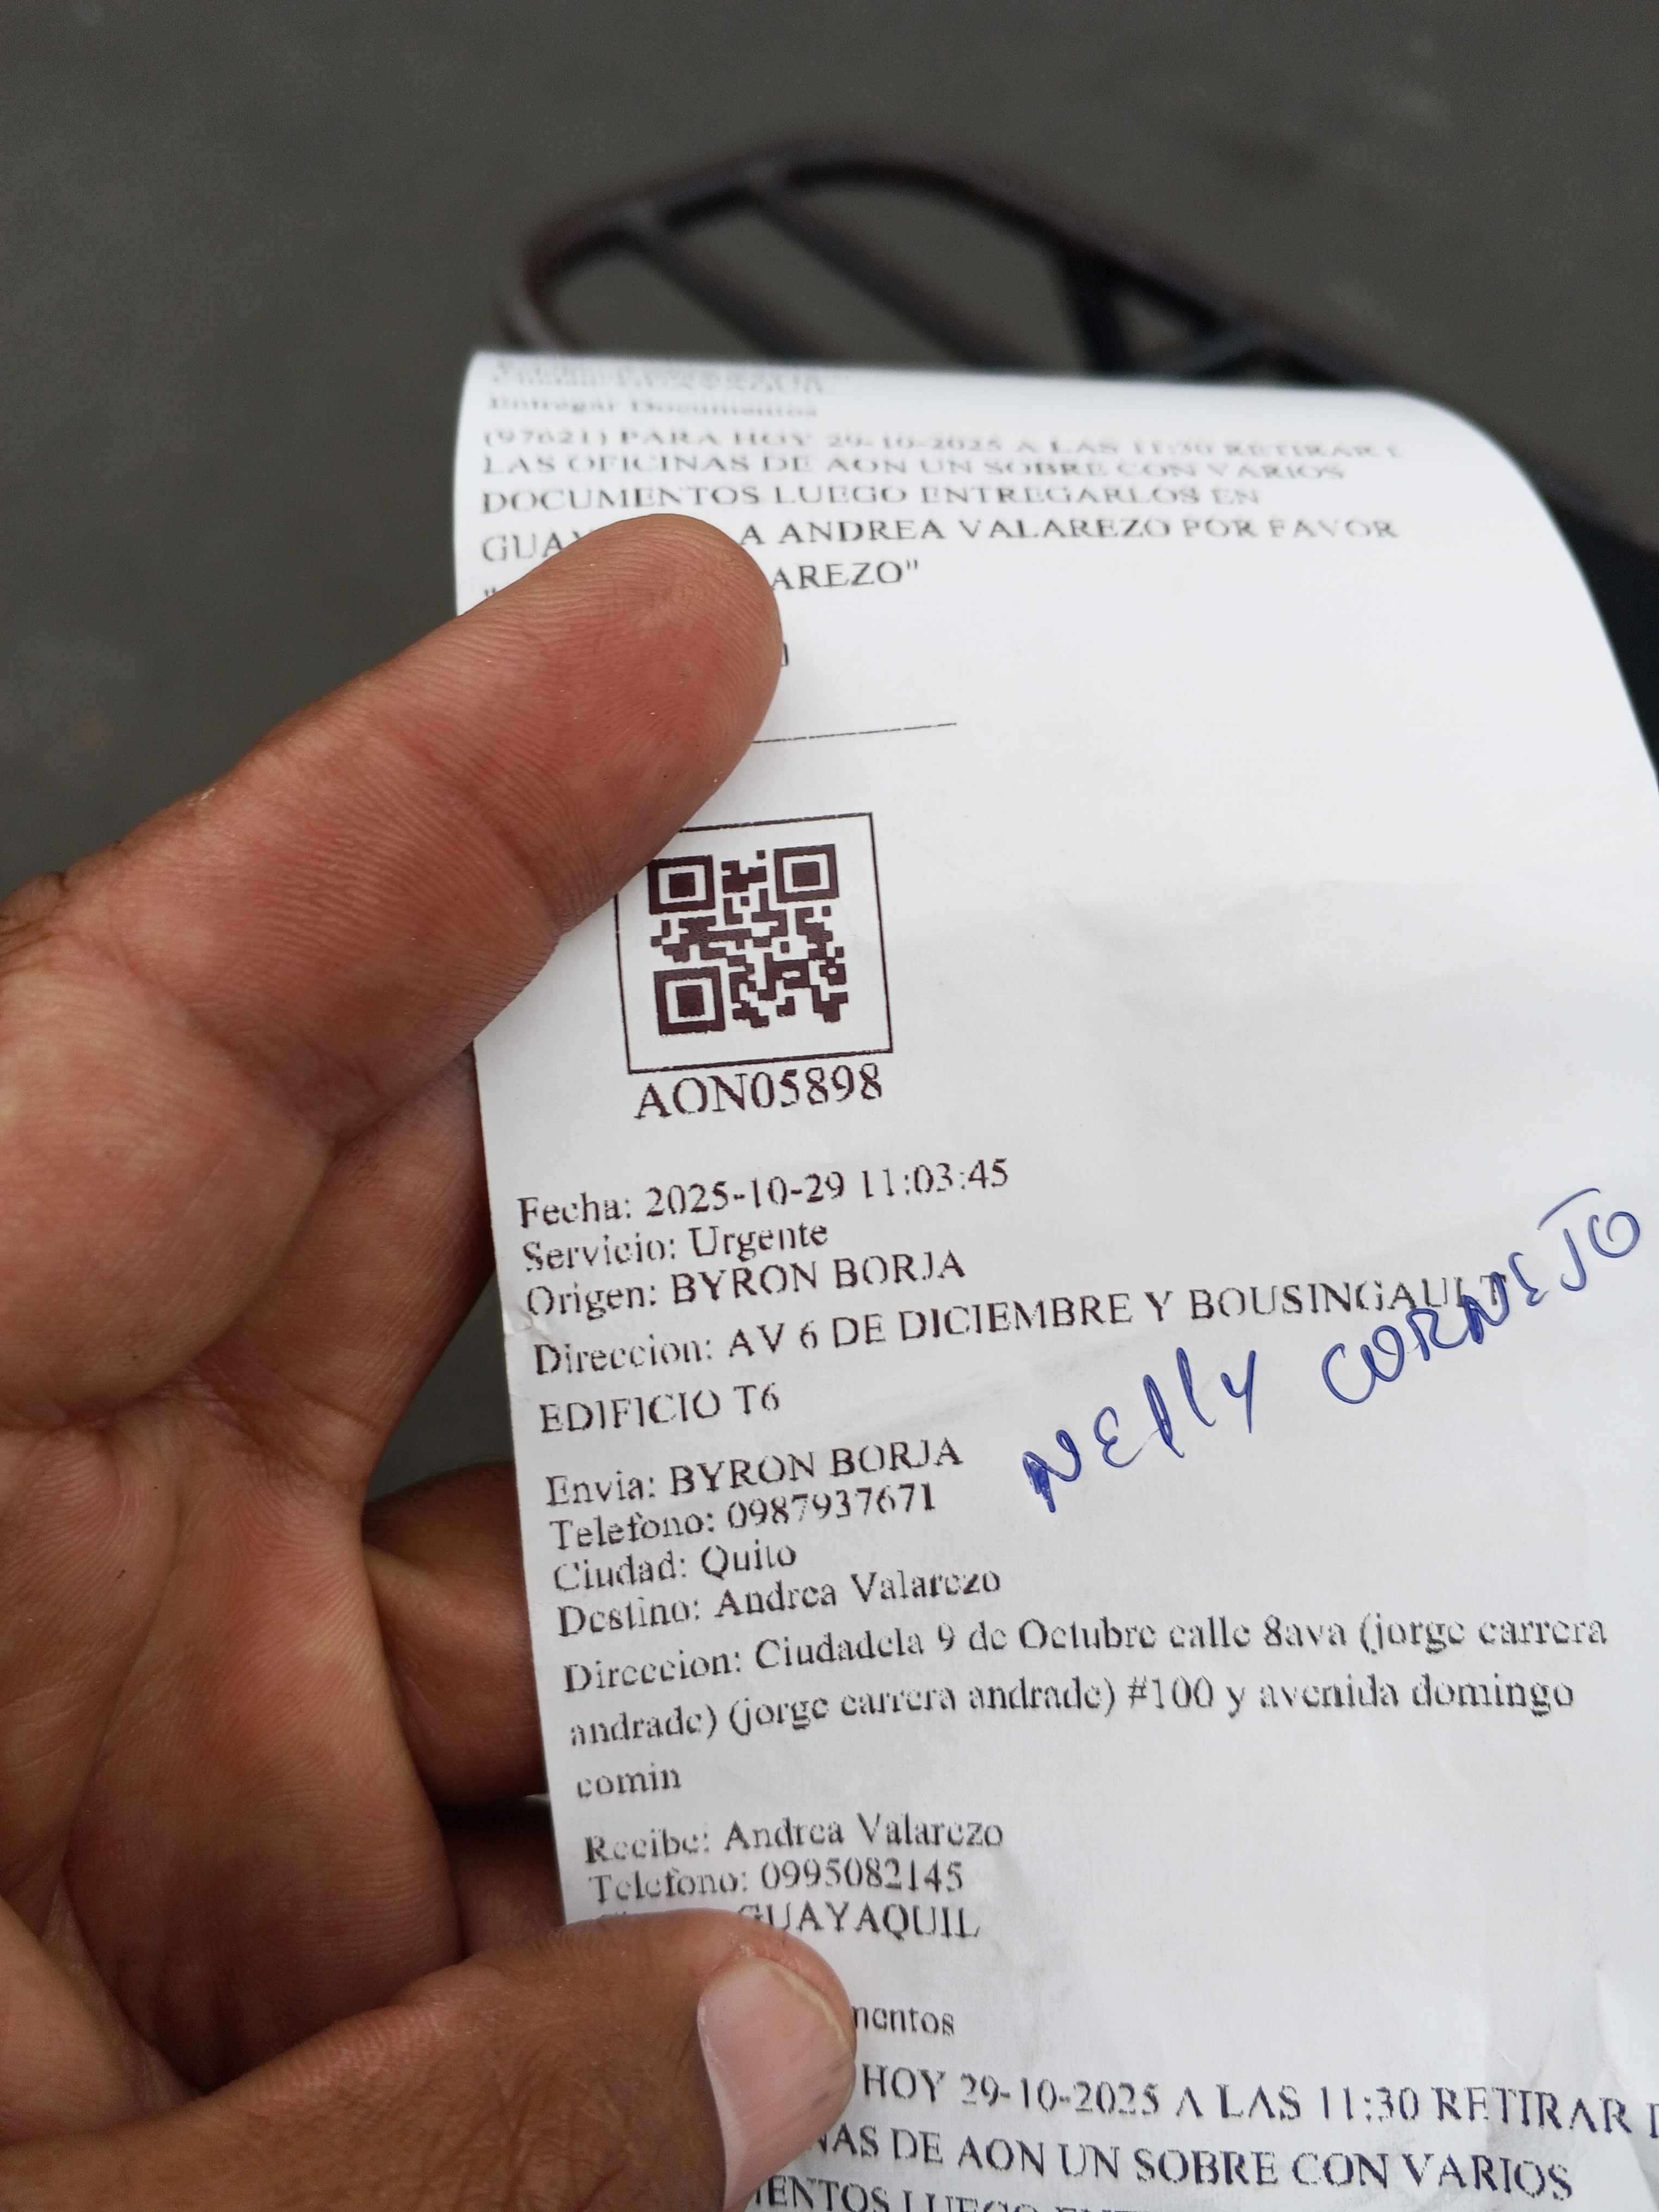 Entregar Documentos
(97621) PARA HOY 29-10-2025 A LAS 11:30 RETIRAR
LAS OFICINAS DE AON UN SOBRE CON VARIOS
DOCUMENTOS LUEGO ENTREGARLOS EN
A ANDREA VALAREZO POR FAVOR
AREZO"
AON05898
Fecha: 2025-10-29 11:03:45
Servicio: Urgente
Origen: BYRON BORJA
Direccion: AV 6 DE DICIEMBRE Y BOUSINGAULT
EDIFICIO T6
NElly CORNEJO
Envia: BYRON BORJA
Telefono: 0987937671
Ciudad: Quito
Destino: Andrea Valarezo
Direccion: Ciudadela 9 de Octubre calle 8ava (jorge carrera
andrade) (jorge carrera andrade) #100 y avenida domingo
comin
Recibe: Andrea Valarezo
Telefono: 0995082145
GUAYAQUIL
mentos
HOY 29-10-2025 A LAS 11:30 RETIRAR
NAS DE AON UN SOBRE CON VARIOS